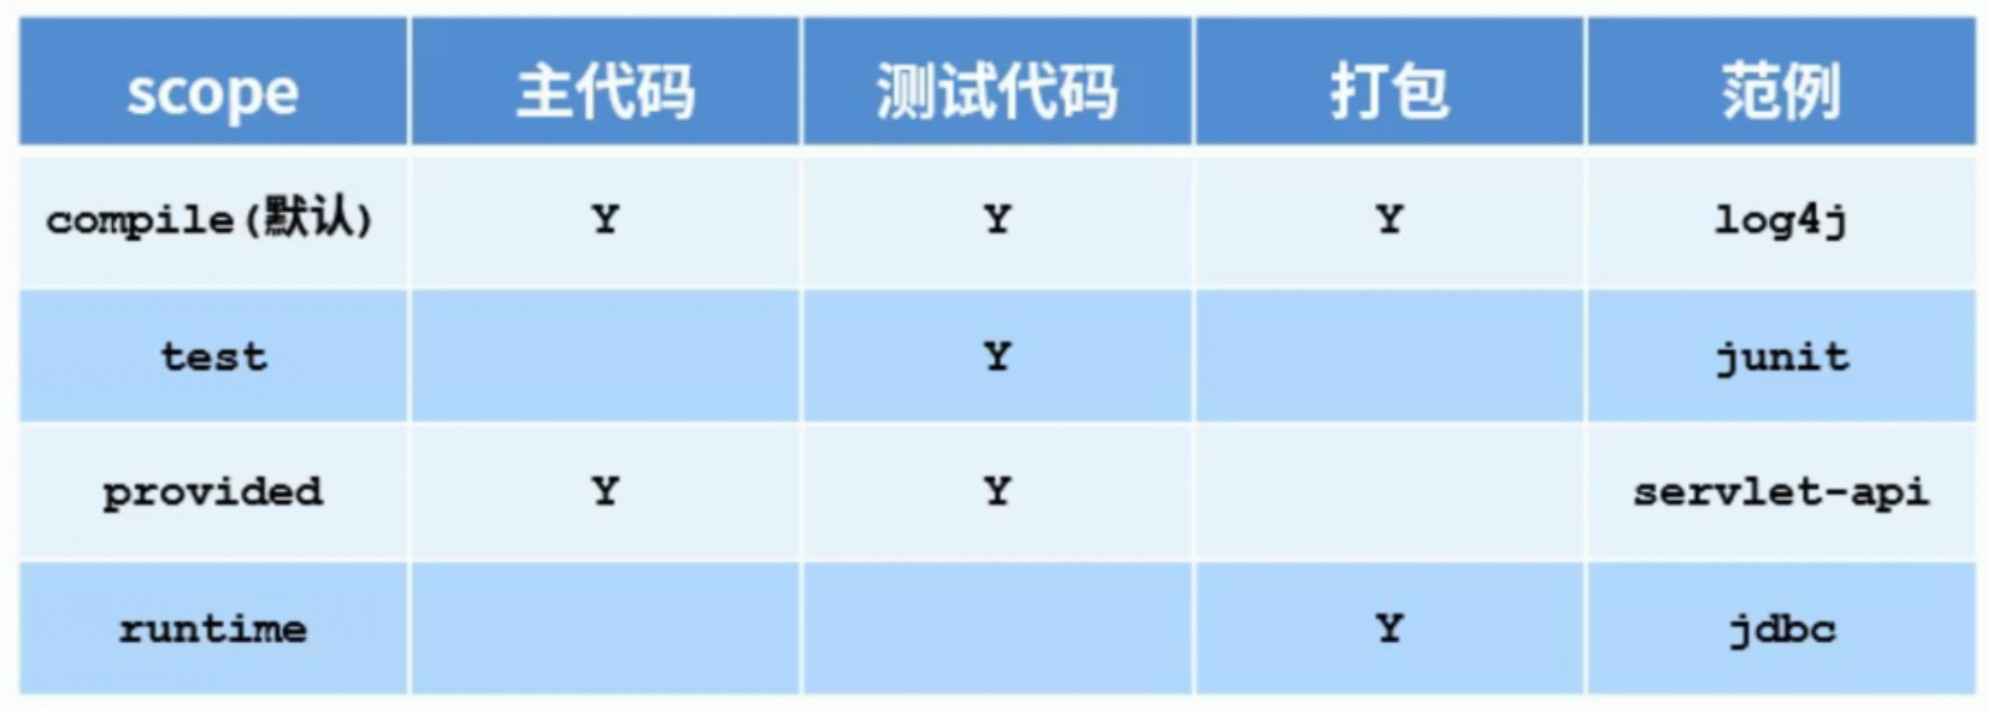 scope 主代码 测试代码 打包 范例
compile(默认) Y Y Y log4j
test Y junit
provided Y Y servlet-api
runtime Y jdbc